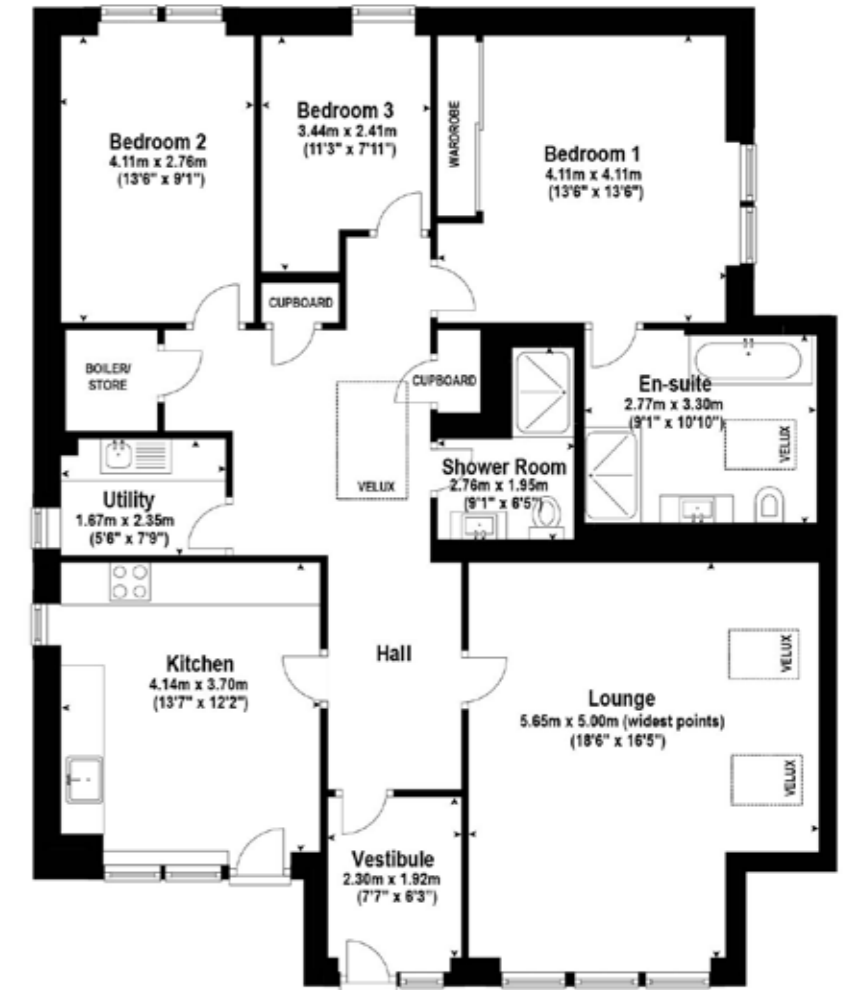 Bedroom 2
4.11m x 2.76m
(13'6" x 9'1")
Bedroom 3
3.44m x 2.41m
(11'3" x 7'11")
WARDROBE
Bedroom 1
4.11m x 4.11m
(13'6" x 13'6")
CUPBOARD
BOILER/
STORE
CUPBOARD
En-suite
2.77m x 3.30m
(9'1" x 10'10")
VELUX
VELUX
Shower Room
2.76m x 1.95m
(9'1" x 6'5")
Utility
1.67m x 2.35m
(5'6" x 7'9")
Kitchen
4.14m x 3.70m
(13'7" x 12'2")
Hall
Lounge
5.65m x 5.00m (widest points)
(18'6" x 16'5")
VELUX
VELUX
Vestibule
2.30m x 1.92m
(7'7" x 6'3")